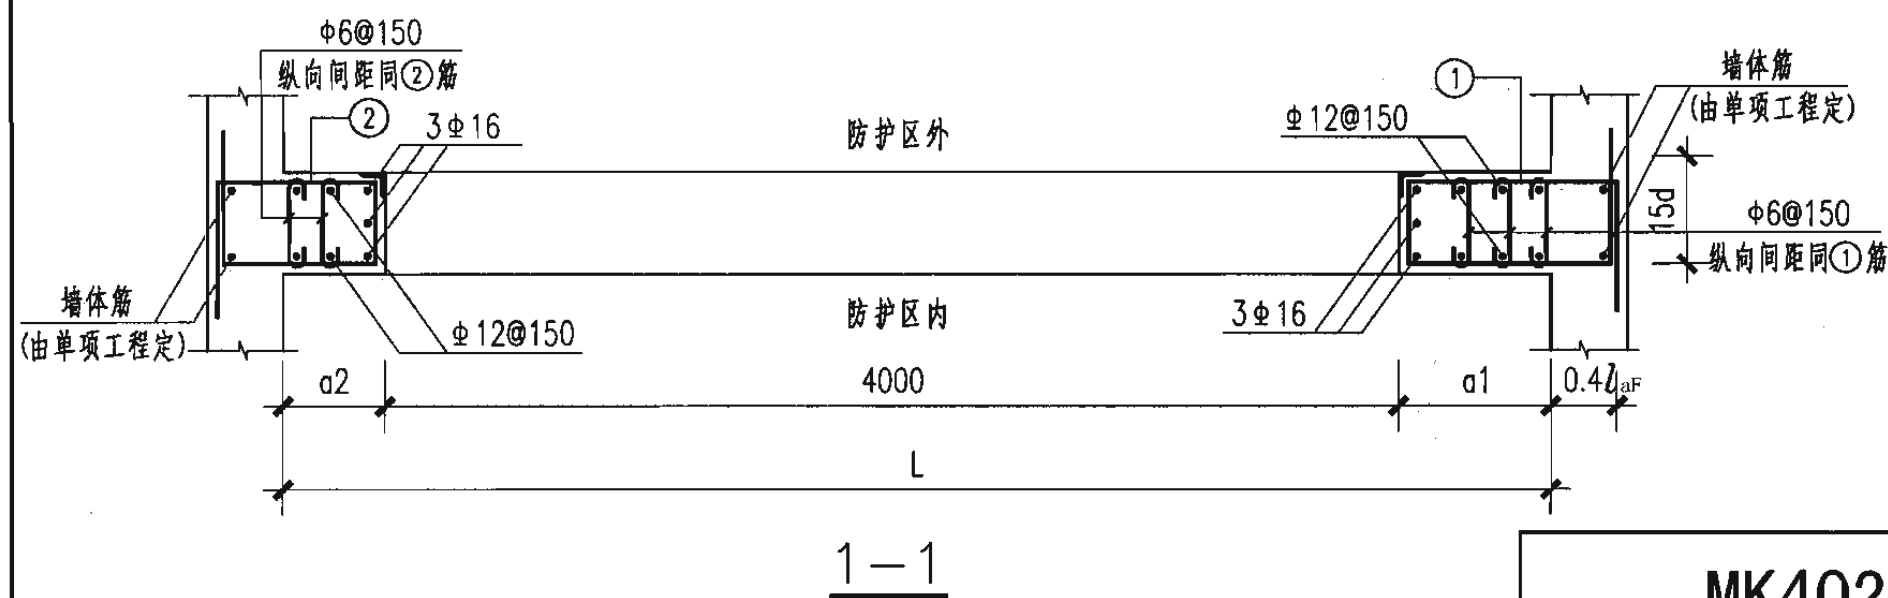 ϕ6@150
纵向间距同②筋
②
3Φ16
防护区外
①
Φ12@150
墙体筋
(由单项工程定)
15d
ϕ6@150
纵向间距同①筋
墙体筋
(由单项工程定)
Φ12@150
防护区内
3Φ16
a2
4000
a1
0.4laF
L
1-1
MK402